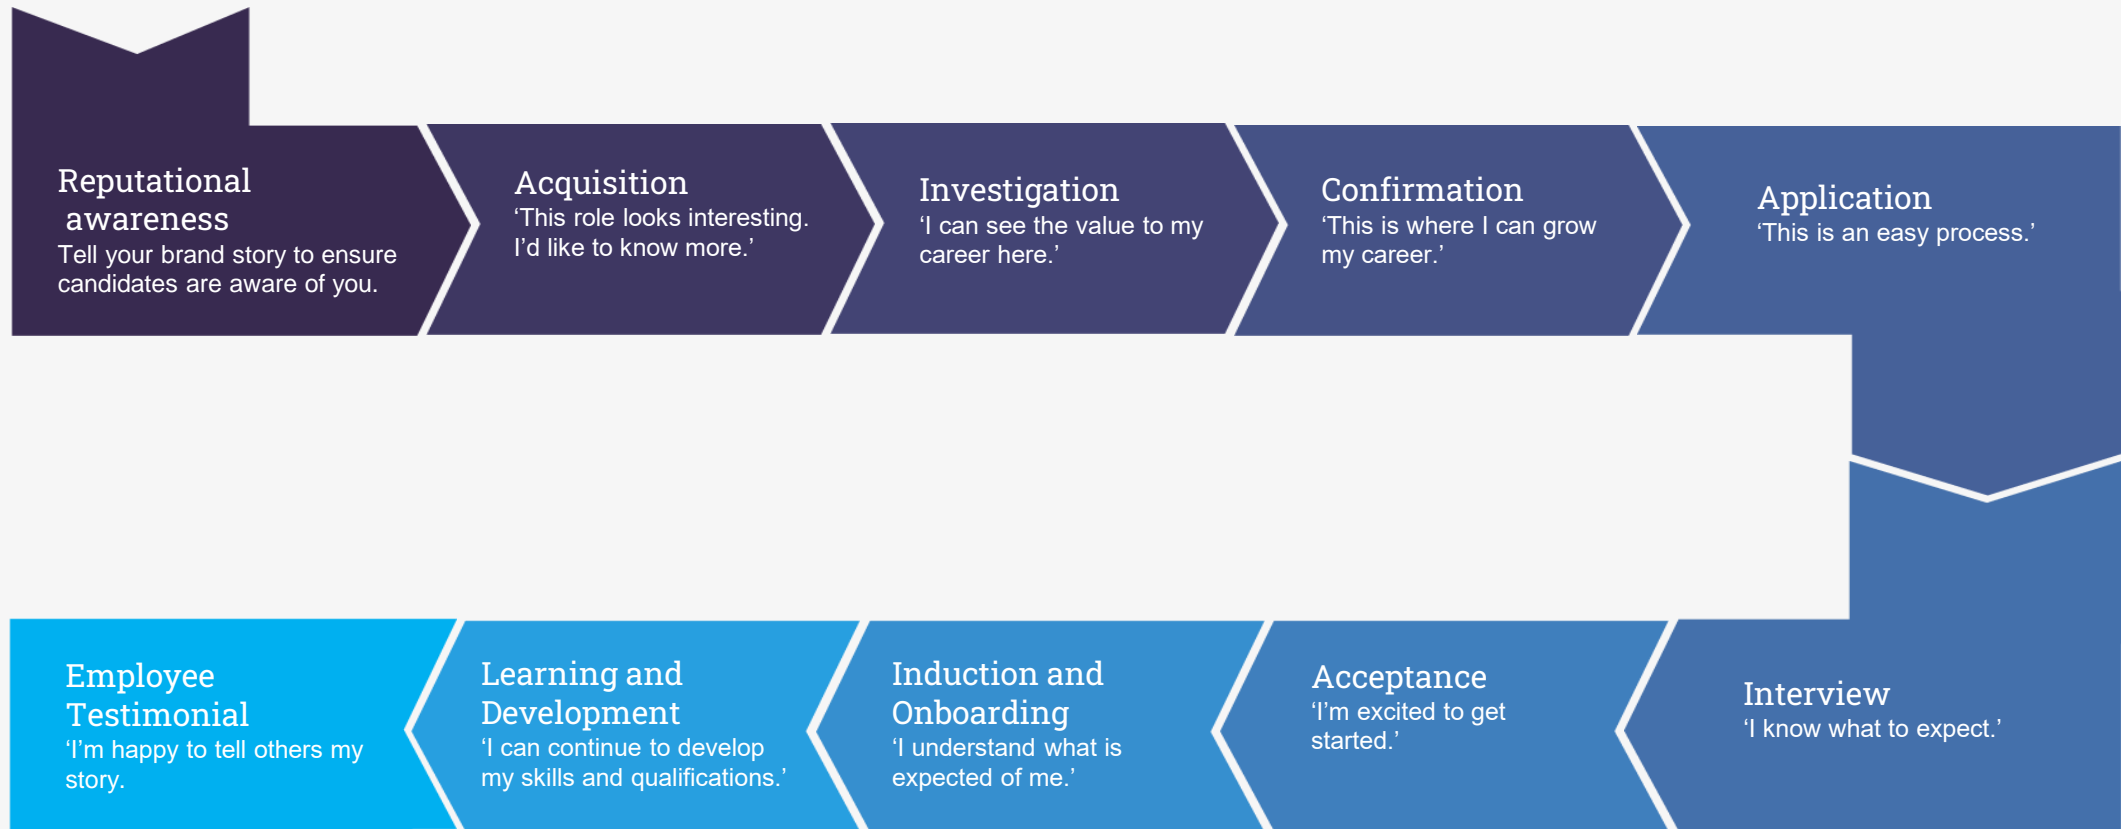 Reputational
awareness
Tell your brand story to ensure
candidates are aware of you.
Acquisition
‘This role looks interesting.
I’d like to know more.’
Investigation
‘I can see the value to my
career here.’
Confirmation
‘This is where I can grow
my career.’
Application
‘This is an easy process.’
Interview
‘I know what to expect.’
Acceptance
‘I’m excited to get
started.’
Induction and
Onboarding
‘I understand what is
expected of me.’
Learning and
Development
‘I can continue to develop
my skills and qualifications.’
Employee
Testimonial
‘I’m happy to tell others my
story.